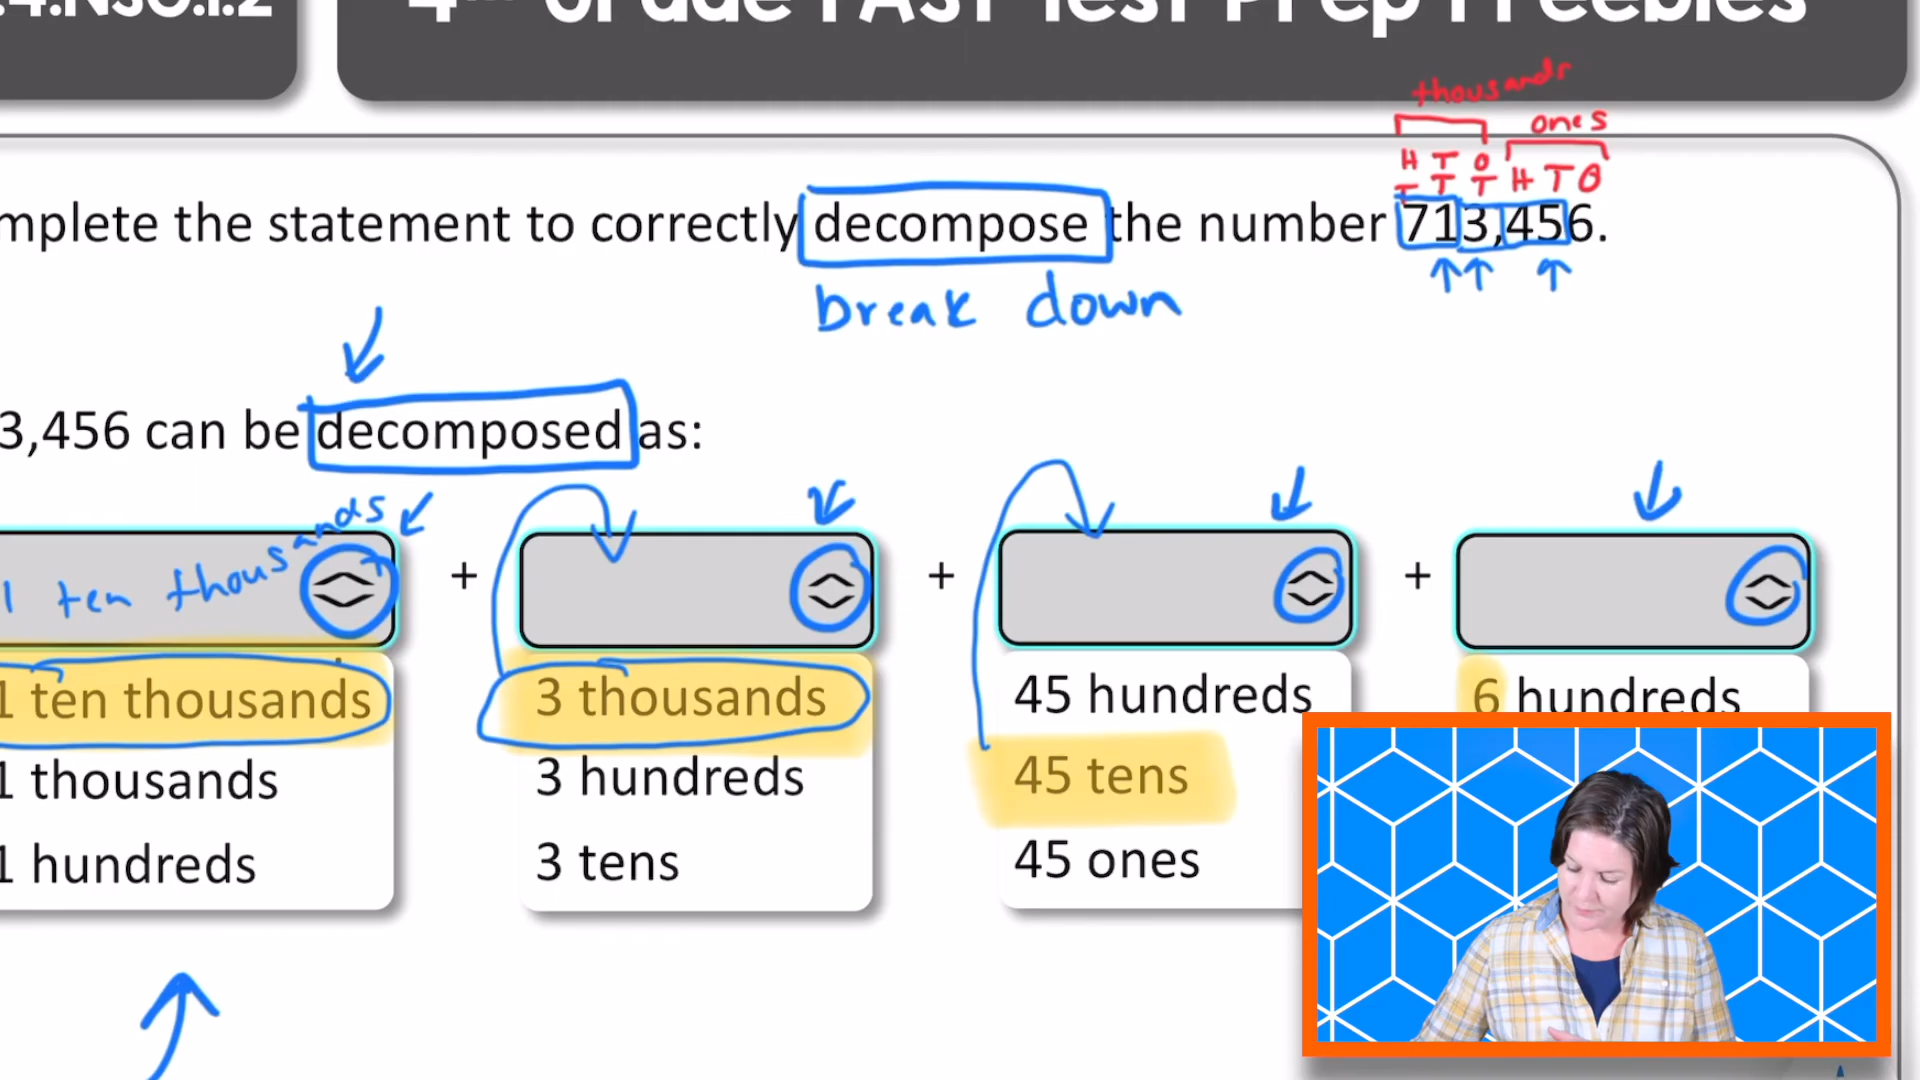 .4.NSO.1.2
4th Grade FAST Test Prep Freebies
thousands
ones
H T O H T O
T T T
mplete the statement to correctly decompose the number 713,456.
break down
3,456 can be decomposed as:
1 ten thousands
+ + +
1 ten thousands
3 thousands
45 hundreds
6 hundreds
1 thousands
3 hundreds
45 tens
1 hundreds
3 tens
45 ones